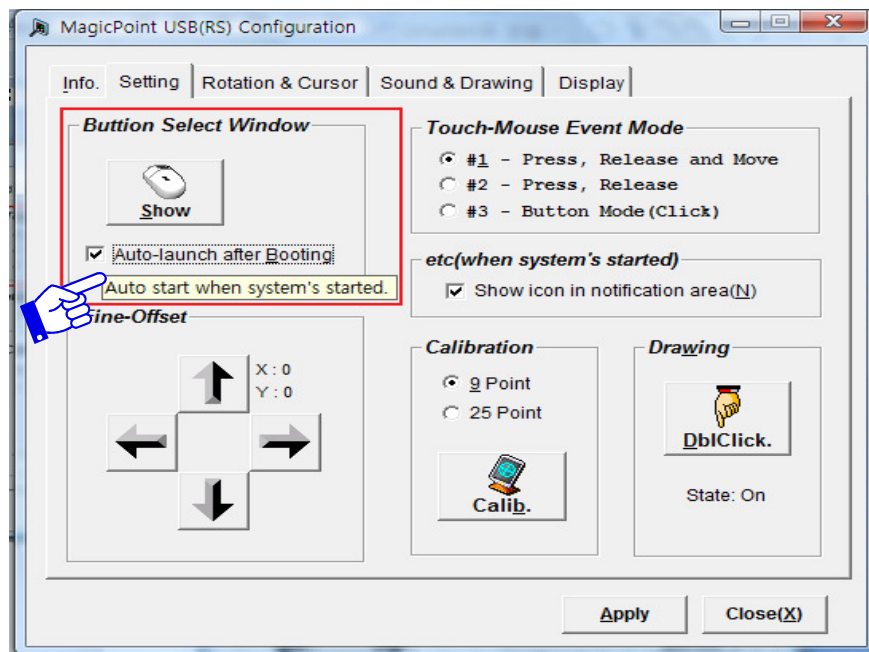 MagicPoint USB(RS) Configuration
Info. Setting Rotation & Cursor Sound & Drawing Display
Buttion Select Window
Show
Auto-launch after Booting
Auto start when system's started.
Touch-Mouse Event Mode
#1 - Press, Release and Move
#2 - Press, Release
#3 - Button Mode(Click)
etc(when system's started)
Show icon in notification area(N)
Fine-Offset
X : 0
Y : 0
Calibration
9 Point
25 Point
Calib.
Drawing
DblClick.
State: On
Apply Close(X)